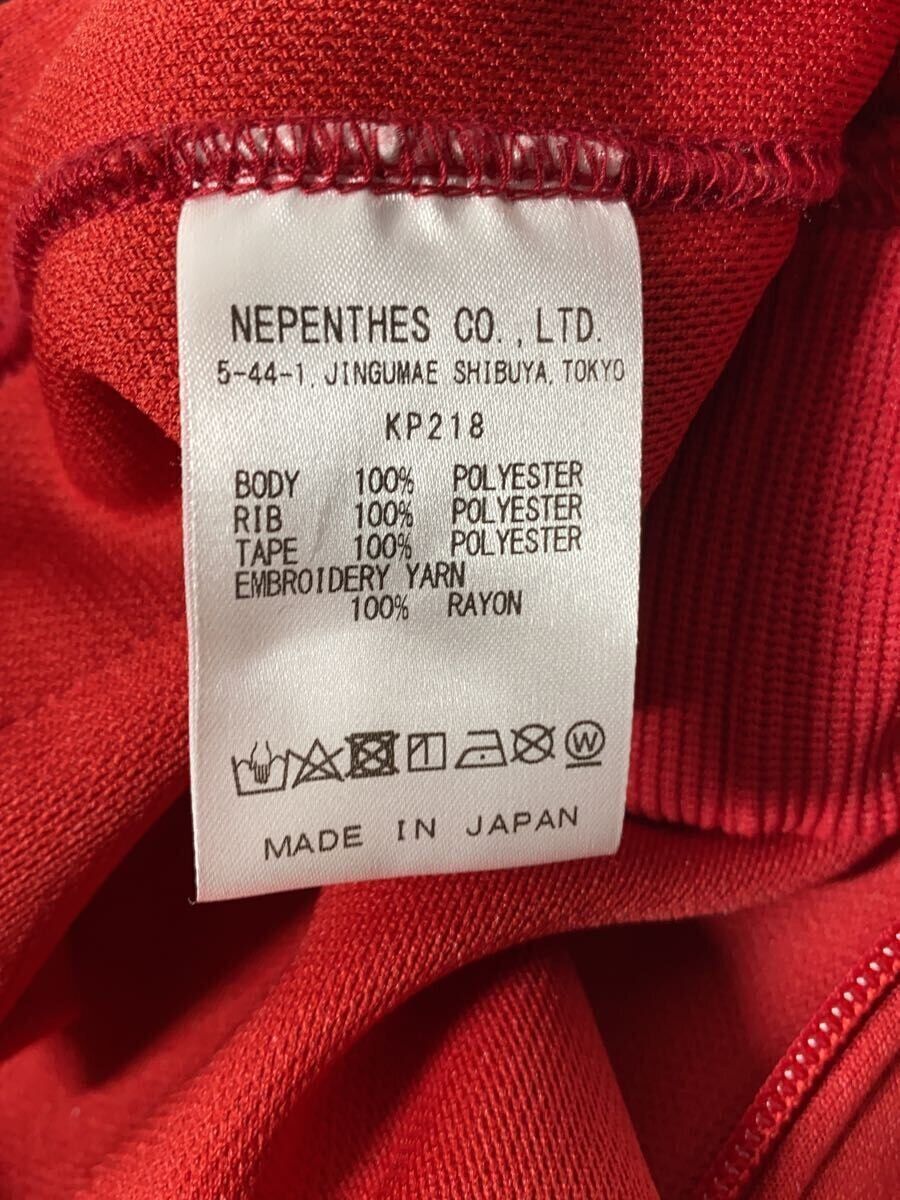 NEPENTHES CO.,LTD.
5-44-1, JINGUMAE SHIBUYA, TOKYO
KP218
BODY 100% POLYESTER
RIB 100% POLYESTER
TAPE 100% POLYESTER
EMBROIDERY YARN
100% RAYON
W
MADE IN JAPAN